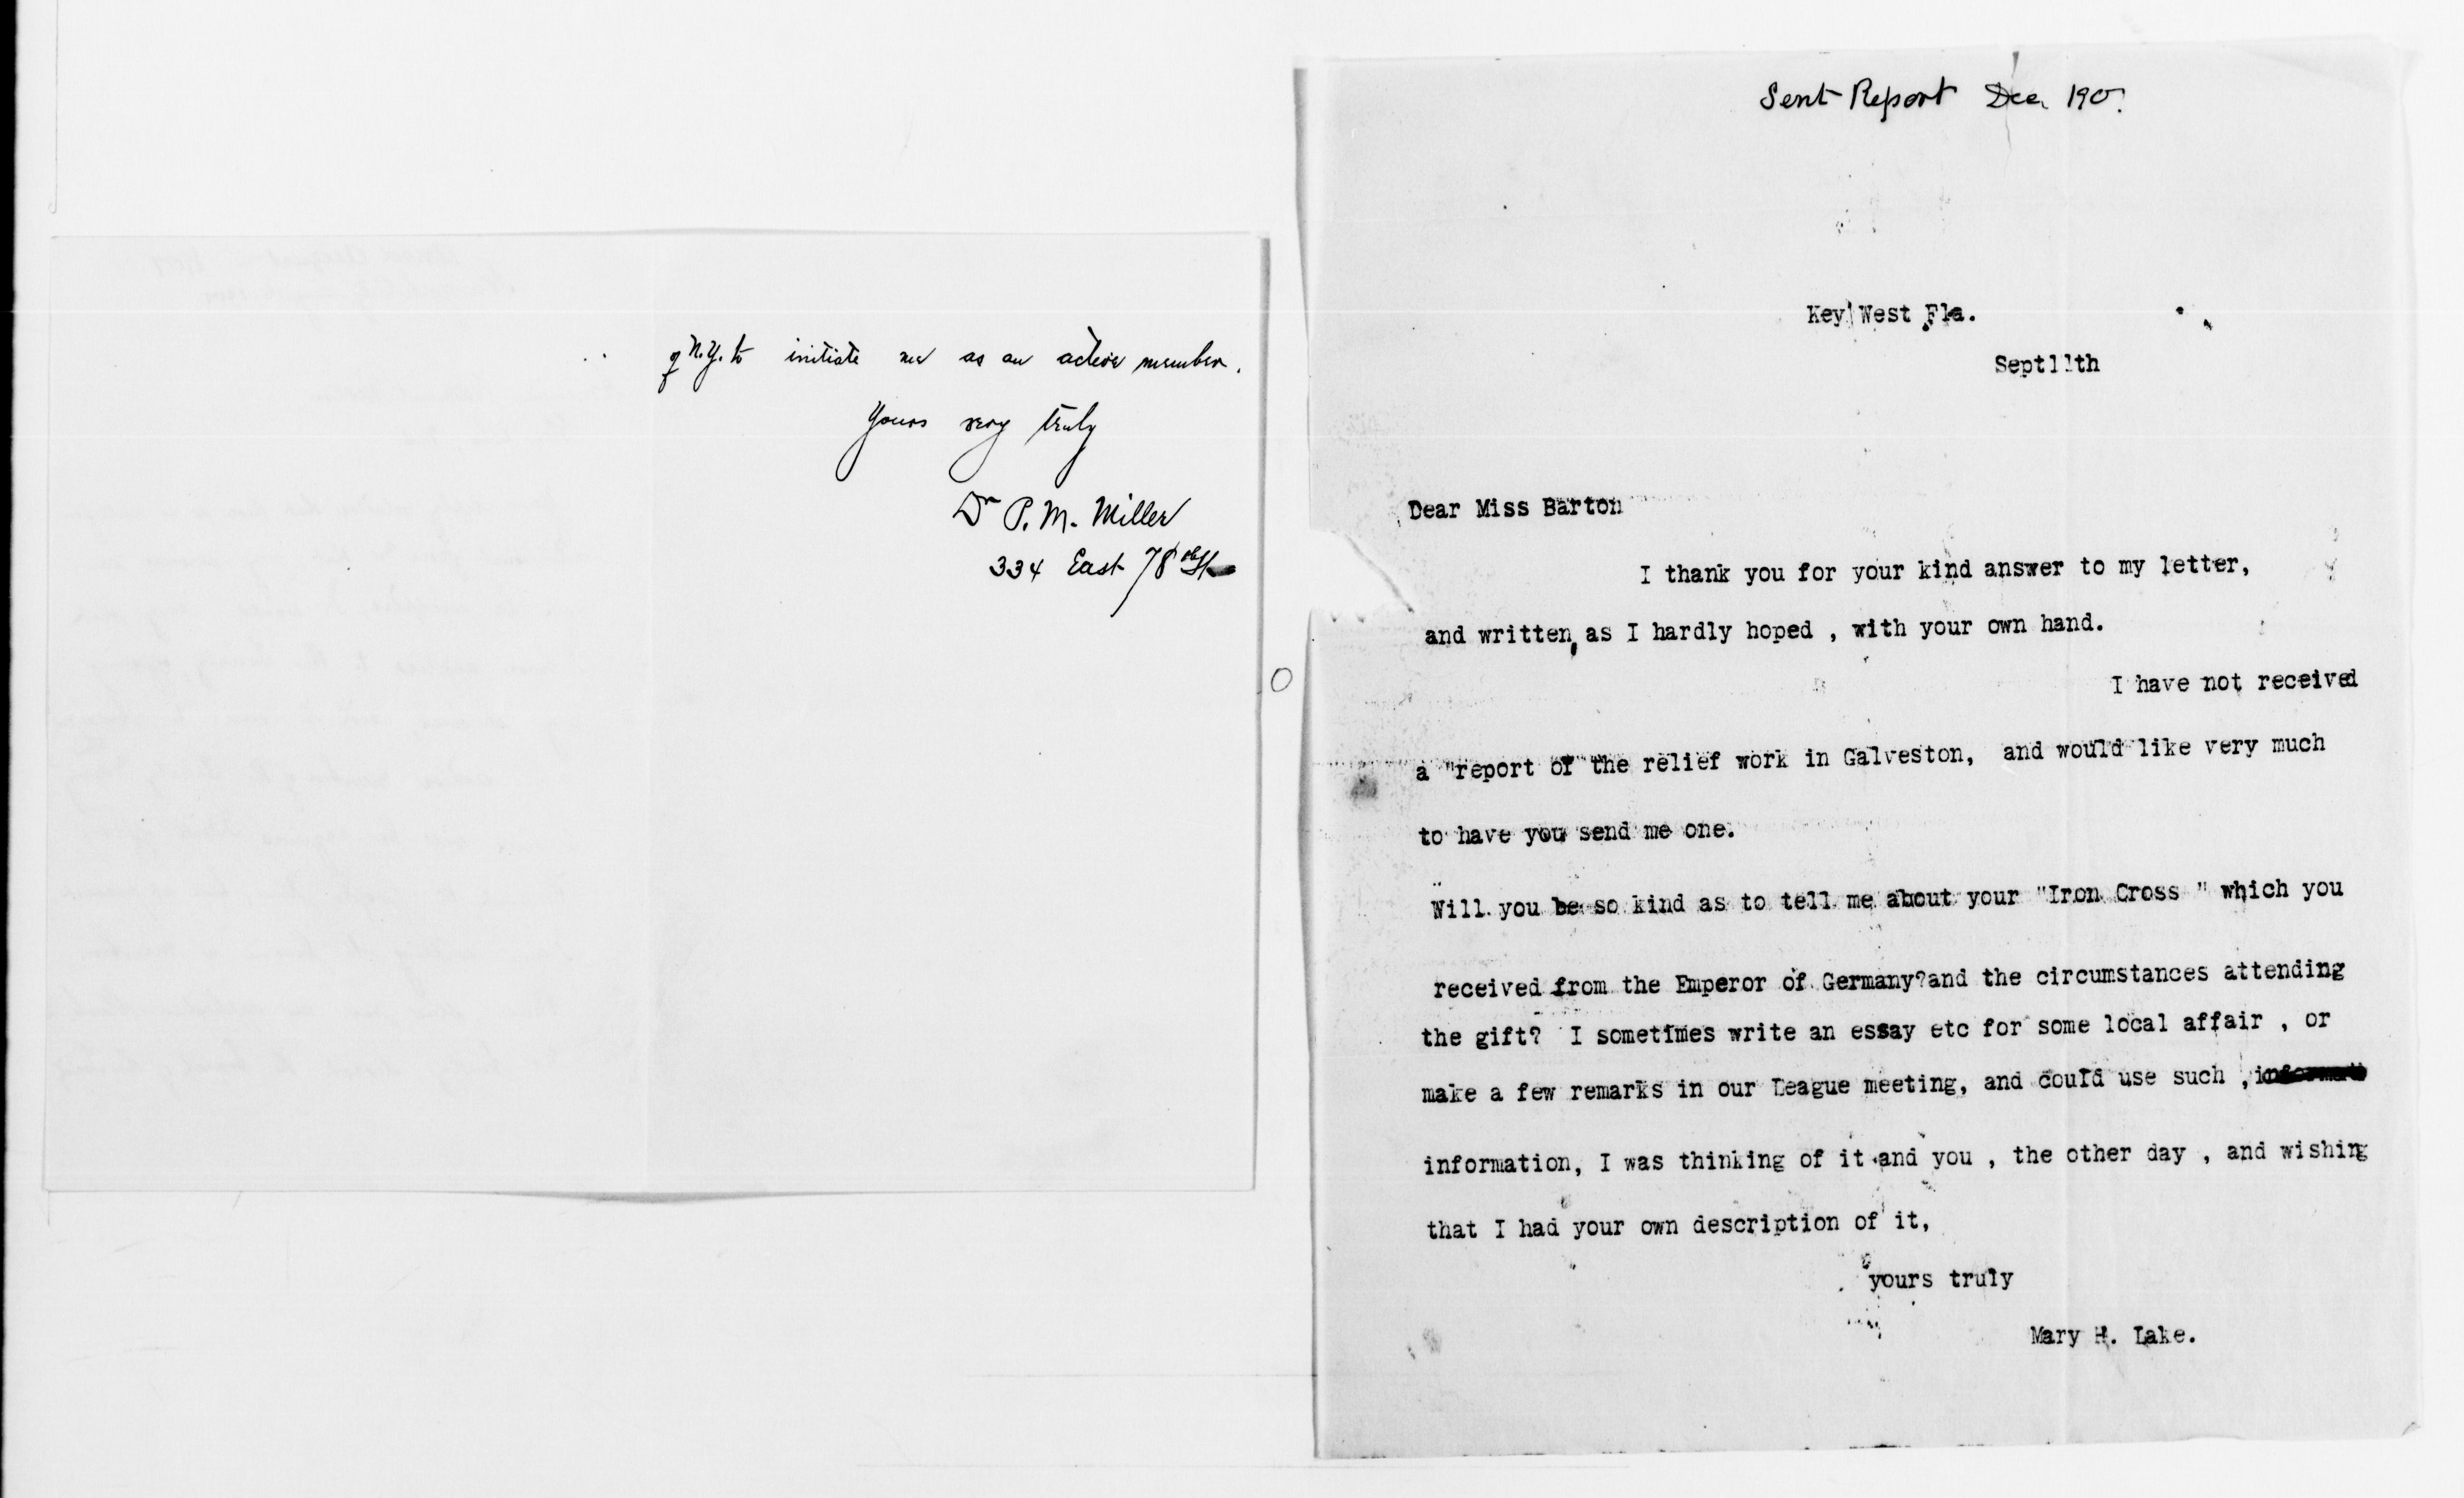 of N.Y. to initiate me as an active member.
Yours very truly
Dr P. M. Miller
334 East 78th St
Sent Report Dec. 190
Key West Fla.
Sept11th
Dear Miss Barton
I thank you for your kind answer to my letter,
and written, as I hardly hoped , with your own hand.
I have not received
a "report of the relief work in Galveston, and would like very much
to have you send me one.
Will you be so kind as to tell me about your "Iron Cross " which you
received from the Emperor of Germany?and the circumstances attending
the gift? I sometimes write an essay etc for some local affair , or
make a few remarks in our League meeting, and could use such ,
information, I was thinking of it and you , the other day , and wishing
that I had your own description of it,
yours truly
Mary H. Lake.